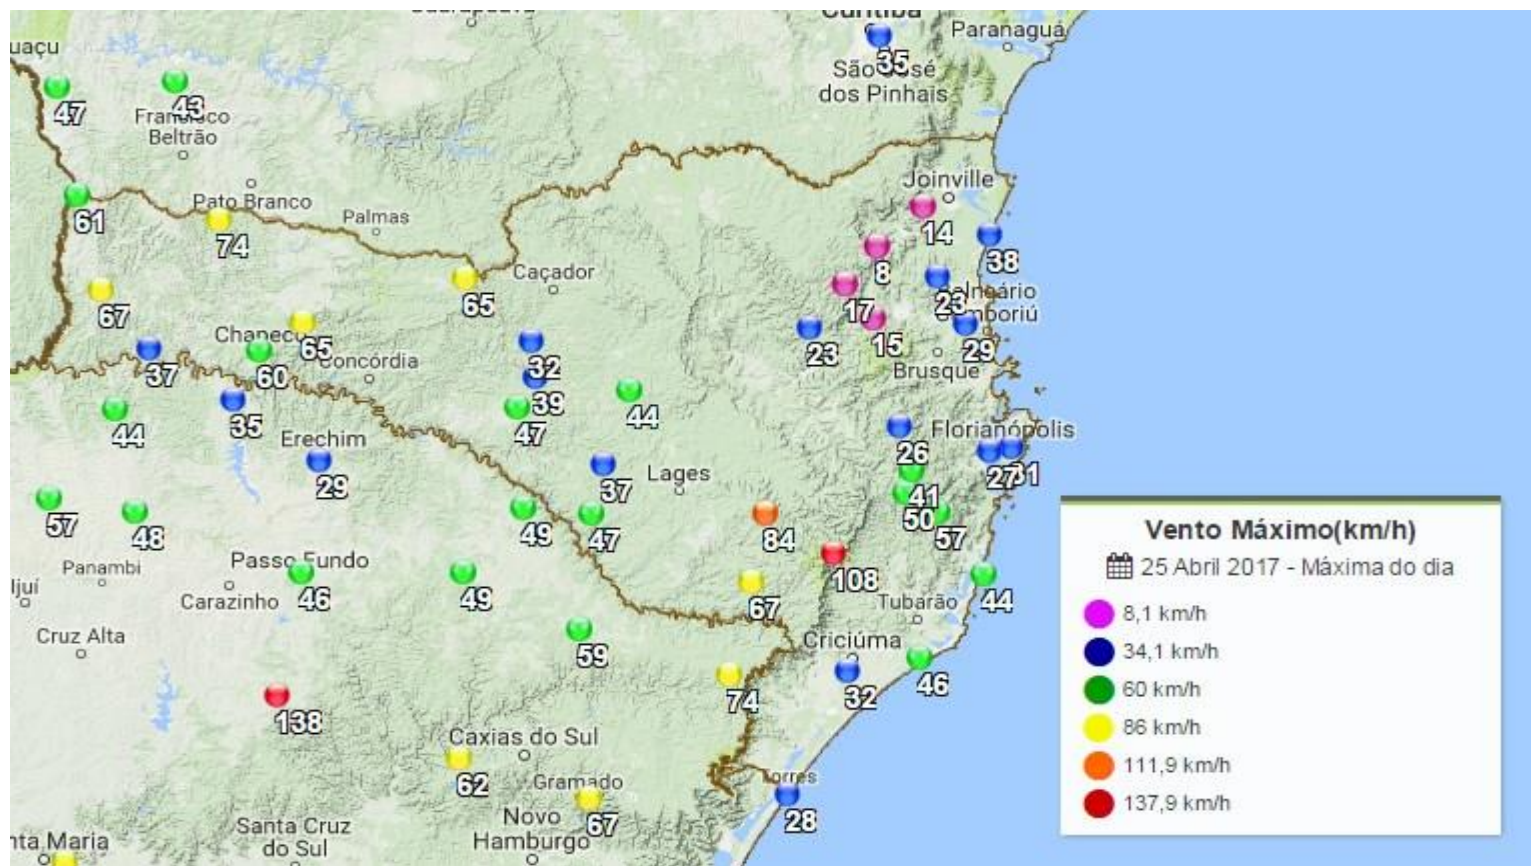 Curitiba
Paranaguá
35
São José
dos Pinhais
uaçu
47
43
Francisco
Beltrão
61
Pato Branco
74
Palmas
Joinville
14
38
8
Caçador
65
67
17
23
Balneário
Camboriú
15
29
23
Brusque
Chapecó
65
Concórdia
37
60
32
39
47
44
44
35
Erechim
29
26
Florianópolis
27
31
37
Lages
41
50
57
57
48
49
47
84
108
Panambi
Passo Fundo
46
49
67
44
Ijuí
Carazinho
Tubarão
Cruz Alta
59
Criciúma
46
32
74
138
Caxias do Sul
62
Gramado
67
Torres
28
Novo
Hamburgo
Santa Cruz
do Sul
nta Maria
Vento Máximo(km/h)
25 Abril 2017 - Máxima do dia
8,1 km/h
34,1 km/h
60 km/h
86 km/h
111,9 km/h
137,9 km/h